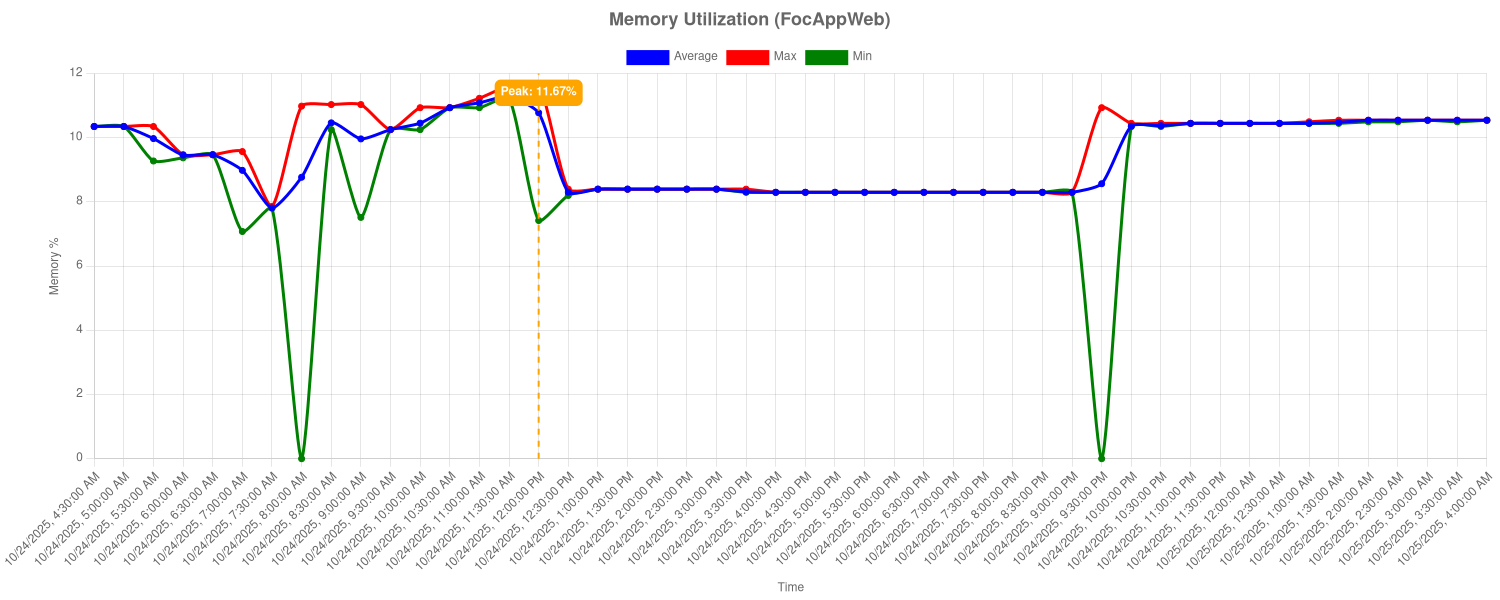 Memory Utilization (FocAppWeb)
Average Max Min
Peak: 11.67%
12
10
8
6
4
2
0
Memory %
10/24/2025, 4:30:00 AM
10/24/2025, 5:00:00 AM
10/24/2025, 5:30:00 AM
10/24/2025, 6:00:00 AM
10/24/2025, 6:30:00 AM
10/24/2025, 7:00:00 AM
10/24/2025, 7:30:00 AM
10/24/2025, 8:00:00 AM
10/24/2025, 8:30:00 AM
10/24/2025, 9:00:00 AM
10/24/2025, 9:30:00 AM
10/24/2025, 10:00:00 AM
10/24/2025, 10:30:00 AM
10/24/2025, 11:00:00 AM
10/24/2025, 11:30:00 AM
10/24/2025, 12:00:00 PM
10/24/2025, 12:30:00 PM
10/24/2025, 1:00:00 PM
10/24/2025, 1:30:00 PM
10/24/2025, 2:00:00 PM
10/24/2025, 2:30:00 PM
10/24/2025, 3:00:00 PM
10/24/2025, 3:30:00 PM
10/24/2025, 4:00:00 PM
10/24/2025, 4:30:00 PM
10/24/2025, 5:00:00 PM
10/24/2025, 5:30:00 PM
10/24/2025, 6:00:00 PM
10/24/2025, 6:30:00 PM
10/24/2025, 7:00:00 PM
10/24/2025, 7:30:00 PM
10/24/2025, 8:00:00 PM
10/24/2025, 8:30:00 PM
10/24/2025, 9:00:00 PM
10/24/2025, 9:30:00 PM
10/24/2025, 10:00:00 PM
10/24/2025, 10:30:00 PM
10/24/2025, 11:00:00 PM
10/24/2025, 11:30:00 PM
10/25/2025, 12:00:00 AM
10/25/2025, 12:30:00 AM
10/25/2025, 1:00:00 AM
10/25/2025, 1:30:00 AM
10/25/2025, 2:00:00 AM
10/25/2025, 2:30:00 AM
10/25/2025, 3:00:00 AM
10/25/2025, 3:30:00 AM
10/25/2025, 4:00:00 AM
Time